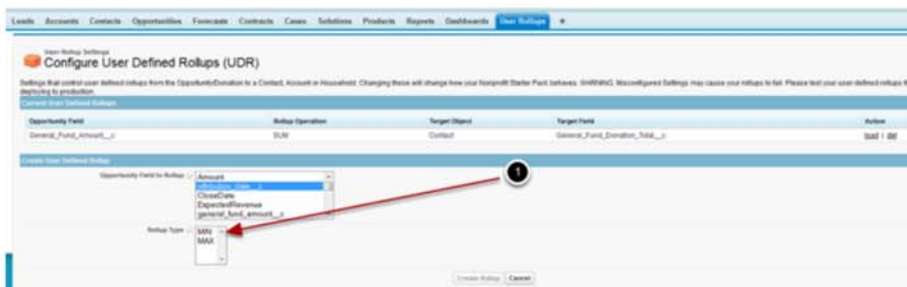 Leads Accounts Contacts Opportunities Forecasts Contracts Cases Solutions Products Reports Dashboards User Rollups +
User Rollup Settings
Configure User Defined Rollups (UDR)
Settings that control user defined rollups from the Opportunity/Donation to a Contact, Account or Household. Changing these will change how your Nonprofit Starter Pack behaves. WARNING: Misconfigured Settings may cause your rollups to fail. Please test your user defined rollups
deploying to production.
Current User Defined Rollups
Opportunity Field Rollup Operation Target Object Target Field Action
General_Fund_Amount__c SUM Contact General_Fund_Donation_Total__c load | del
Create User Defined Rollup
Opportunity Field to Rollup Amount
CloseDate
ExpectedRevenue
general_fund_amount__c
1
Rollup Type MIN
MAX
Create Rollup Cancel